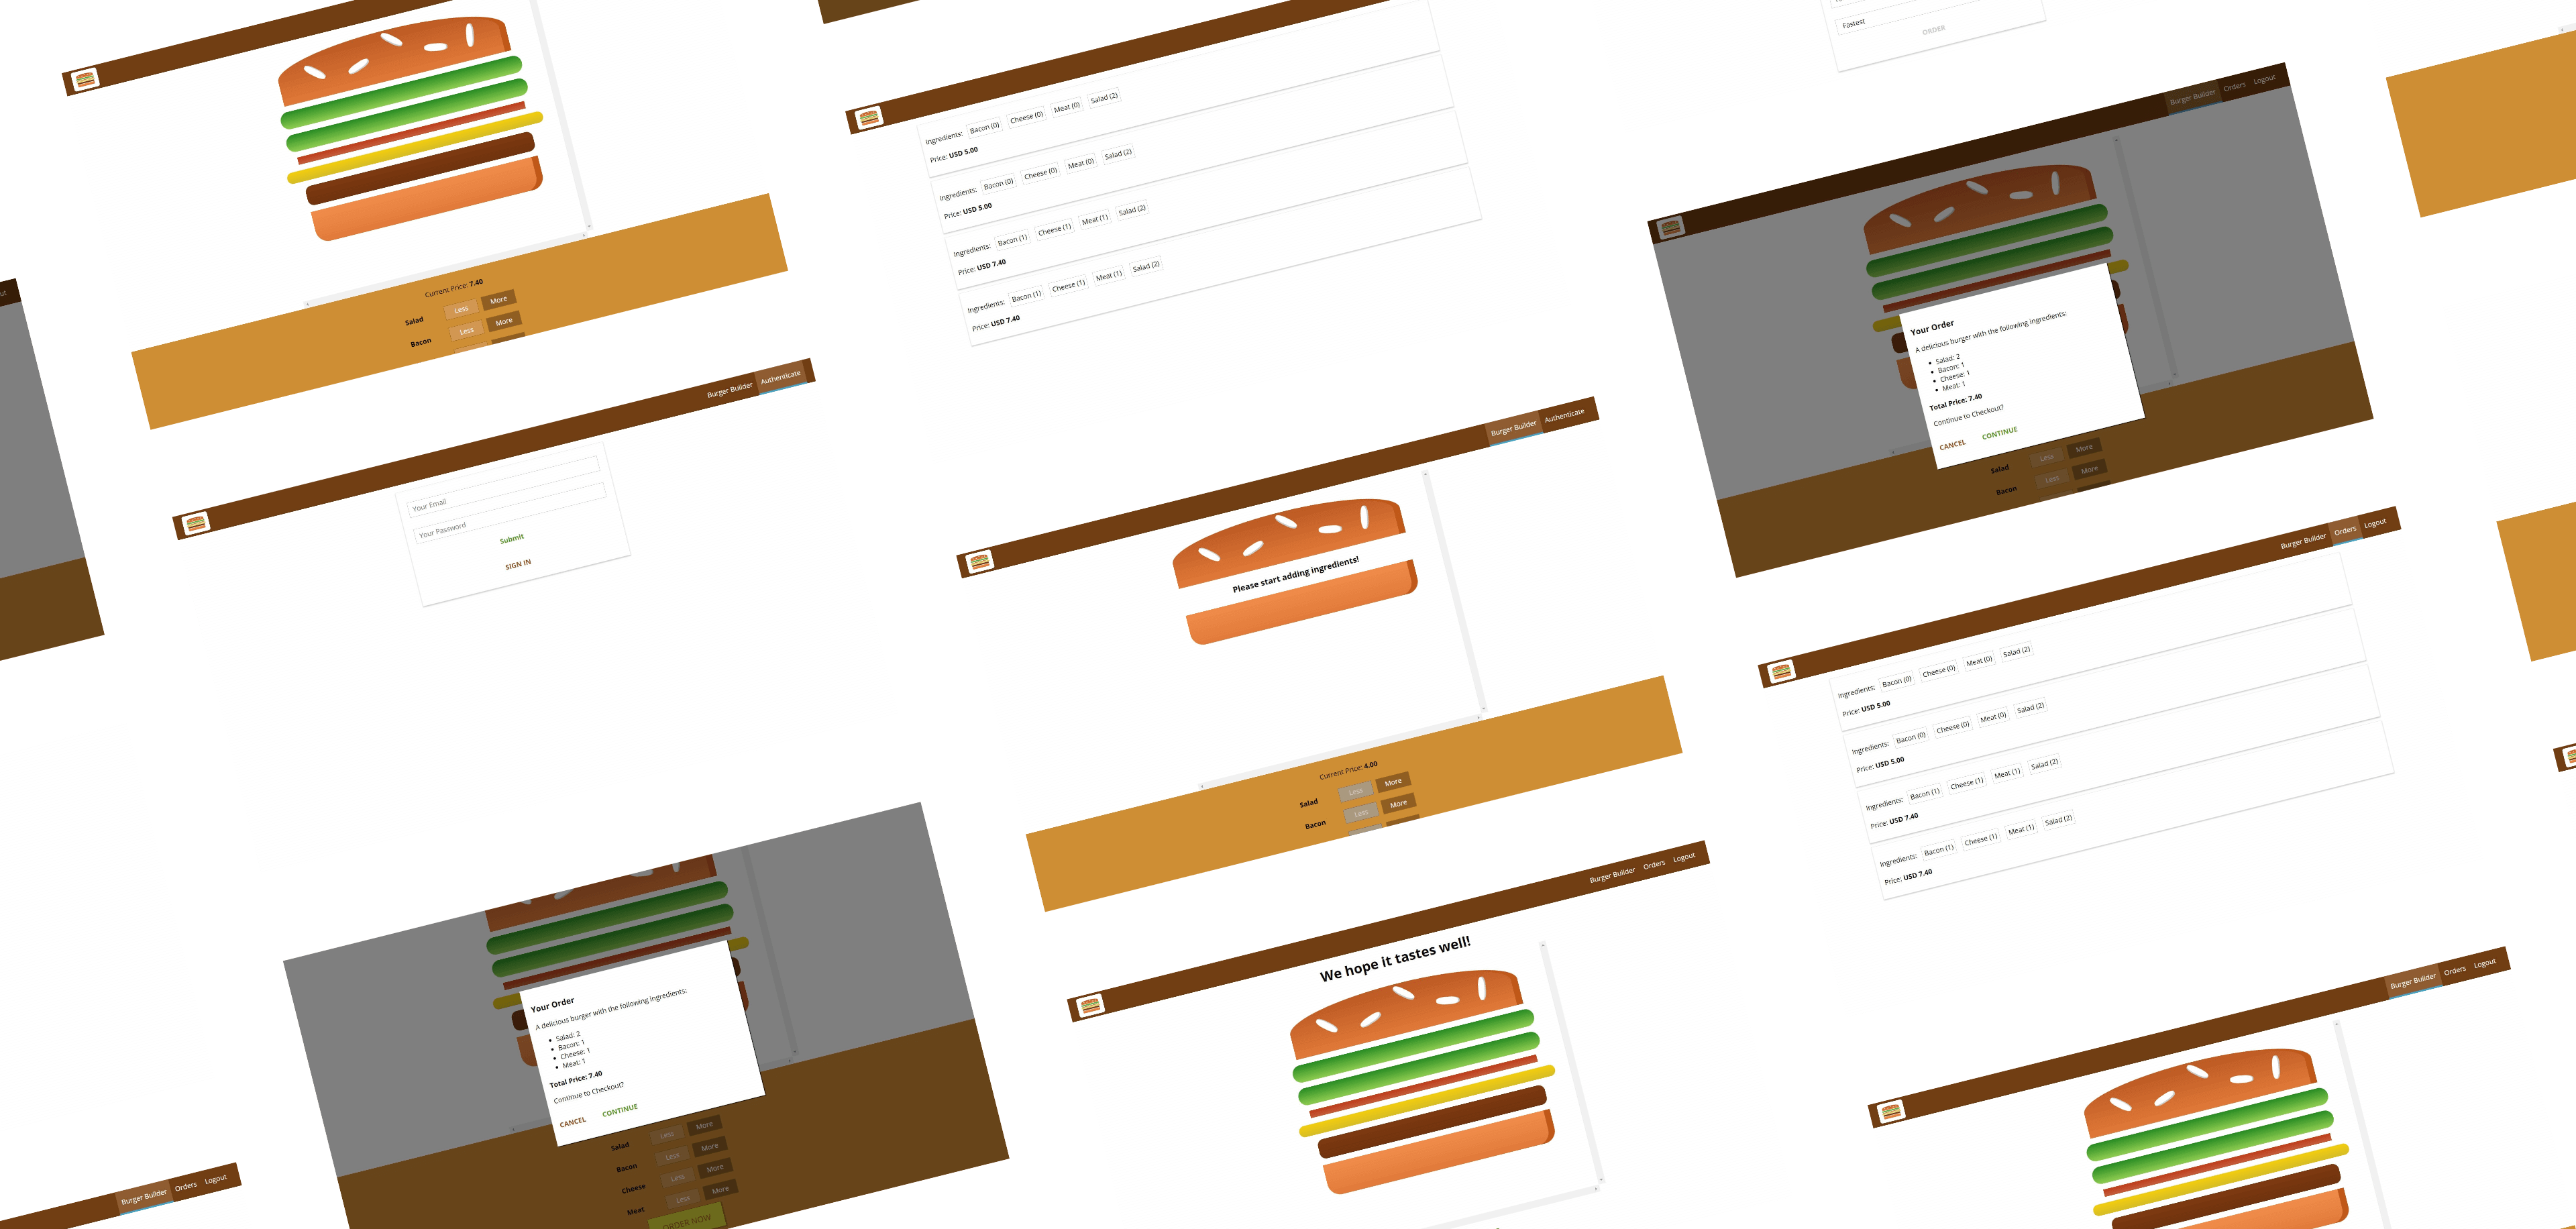 Current Price: 7.40
Salad Less More
Bacon Less More
Ingredients: Bacon (0) Cheese (0) Meat (0) Salad (2)
Price: USD 5.00
Ingredients: Bacon (0) Cheese (0) Meat (0) Salad (2)
Price: USD 5.00
Ingredients: Bacon (1) Cheese (1) Meat (1) Salad (2)
Price: USD 7.40
Ingredients: Bacon (1) Cheese (1) Meat (1) Salad (2)
Price: USD 7.40
Fastest
ORDER
Burger Builder Orders Logout
Your Order
A delicious burger with the following ingredients:
Salad: 2
Bacon: 1
Cheese: 1
Meat: 1
Total Price: 7.40
Continue to Checkout?
CANCEL CONTINUE
Salad Less More
Bacon Less More
Burger Builder Authenticate
Your Email
Your Password
Submit
SIGN IN
Burger Builder Authenticate
Please start adding ingredients!
Current Price: 4.00
Salad Less More
Bacon Less More
Burger Builder Orders Logout
Ingredients: Bacon (0) Cheese (0) Meat (0) Salad (2)
Price: USD 5.00
Ingredients: Bacon (0) Cheese (0) Meat (0) Salad (2)
Price: USD 5.00
Ingredients: Bacon (1) Cheese (1) Meat (1) Salad (2)
Price: USD 7.40
Ingredients: Bacon (1) Cheese (1) Meat (1) Salad (2)
Price: USD 7.40
Your Order
A delicious burger with the following ingredients:
Salad: 2
Bacon: 1
Cheese: 1
Meat: 1
Total Price: 7.40
Continue to Checkout?
CANCEL CONTINUE
Salad Less More
Bacon Less More
Cheese Less More
Meat Less More
ORDER NOW
Burger Builder Orders Logout
We hope it tastes well!
Burger Builder Orders Logout
Burger Builder Orders Logout